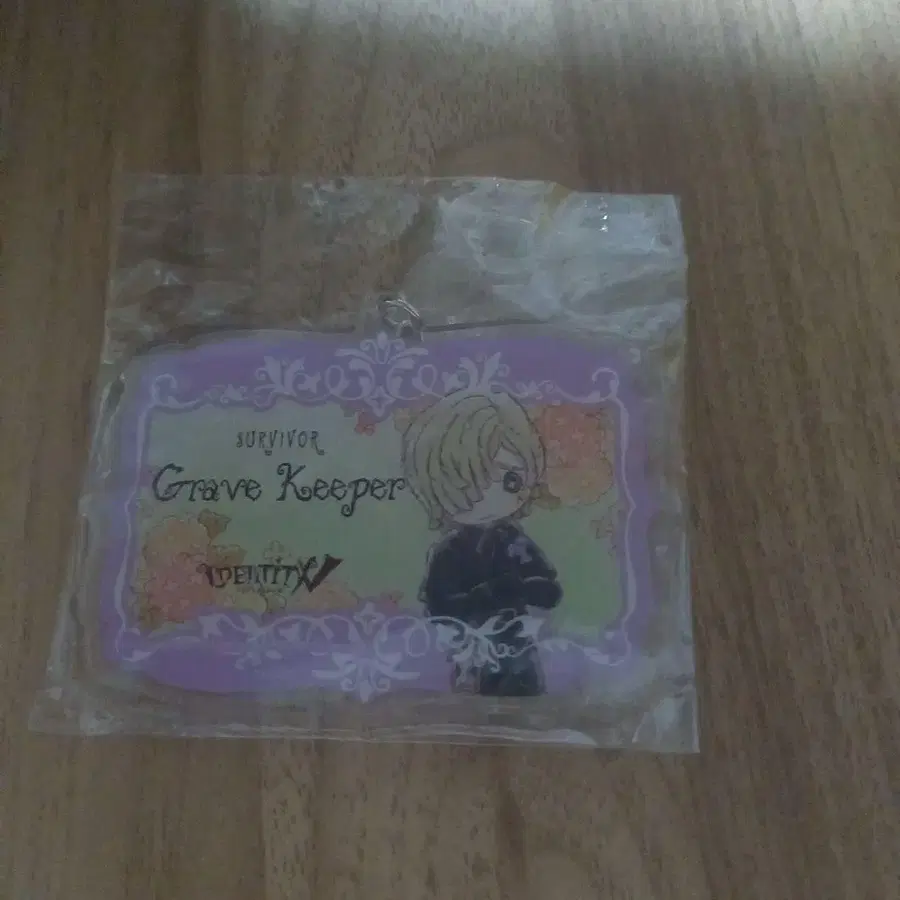 SURVIVOR
Grave Keeper
IDENTITY V